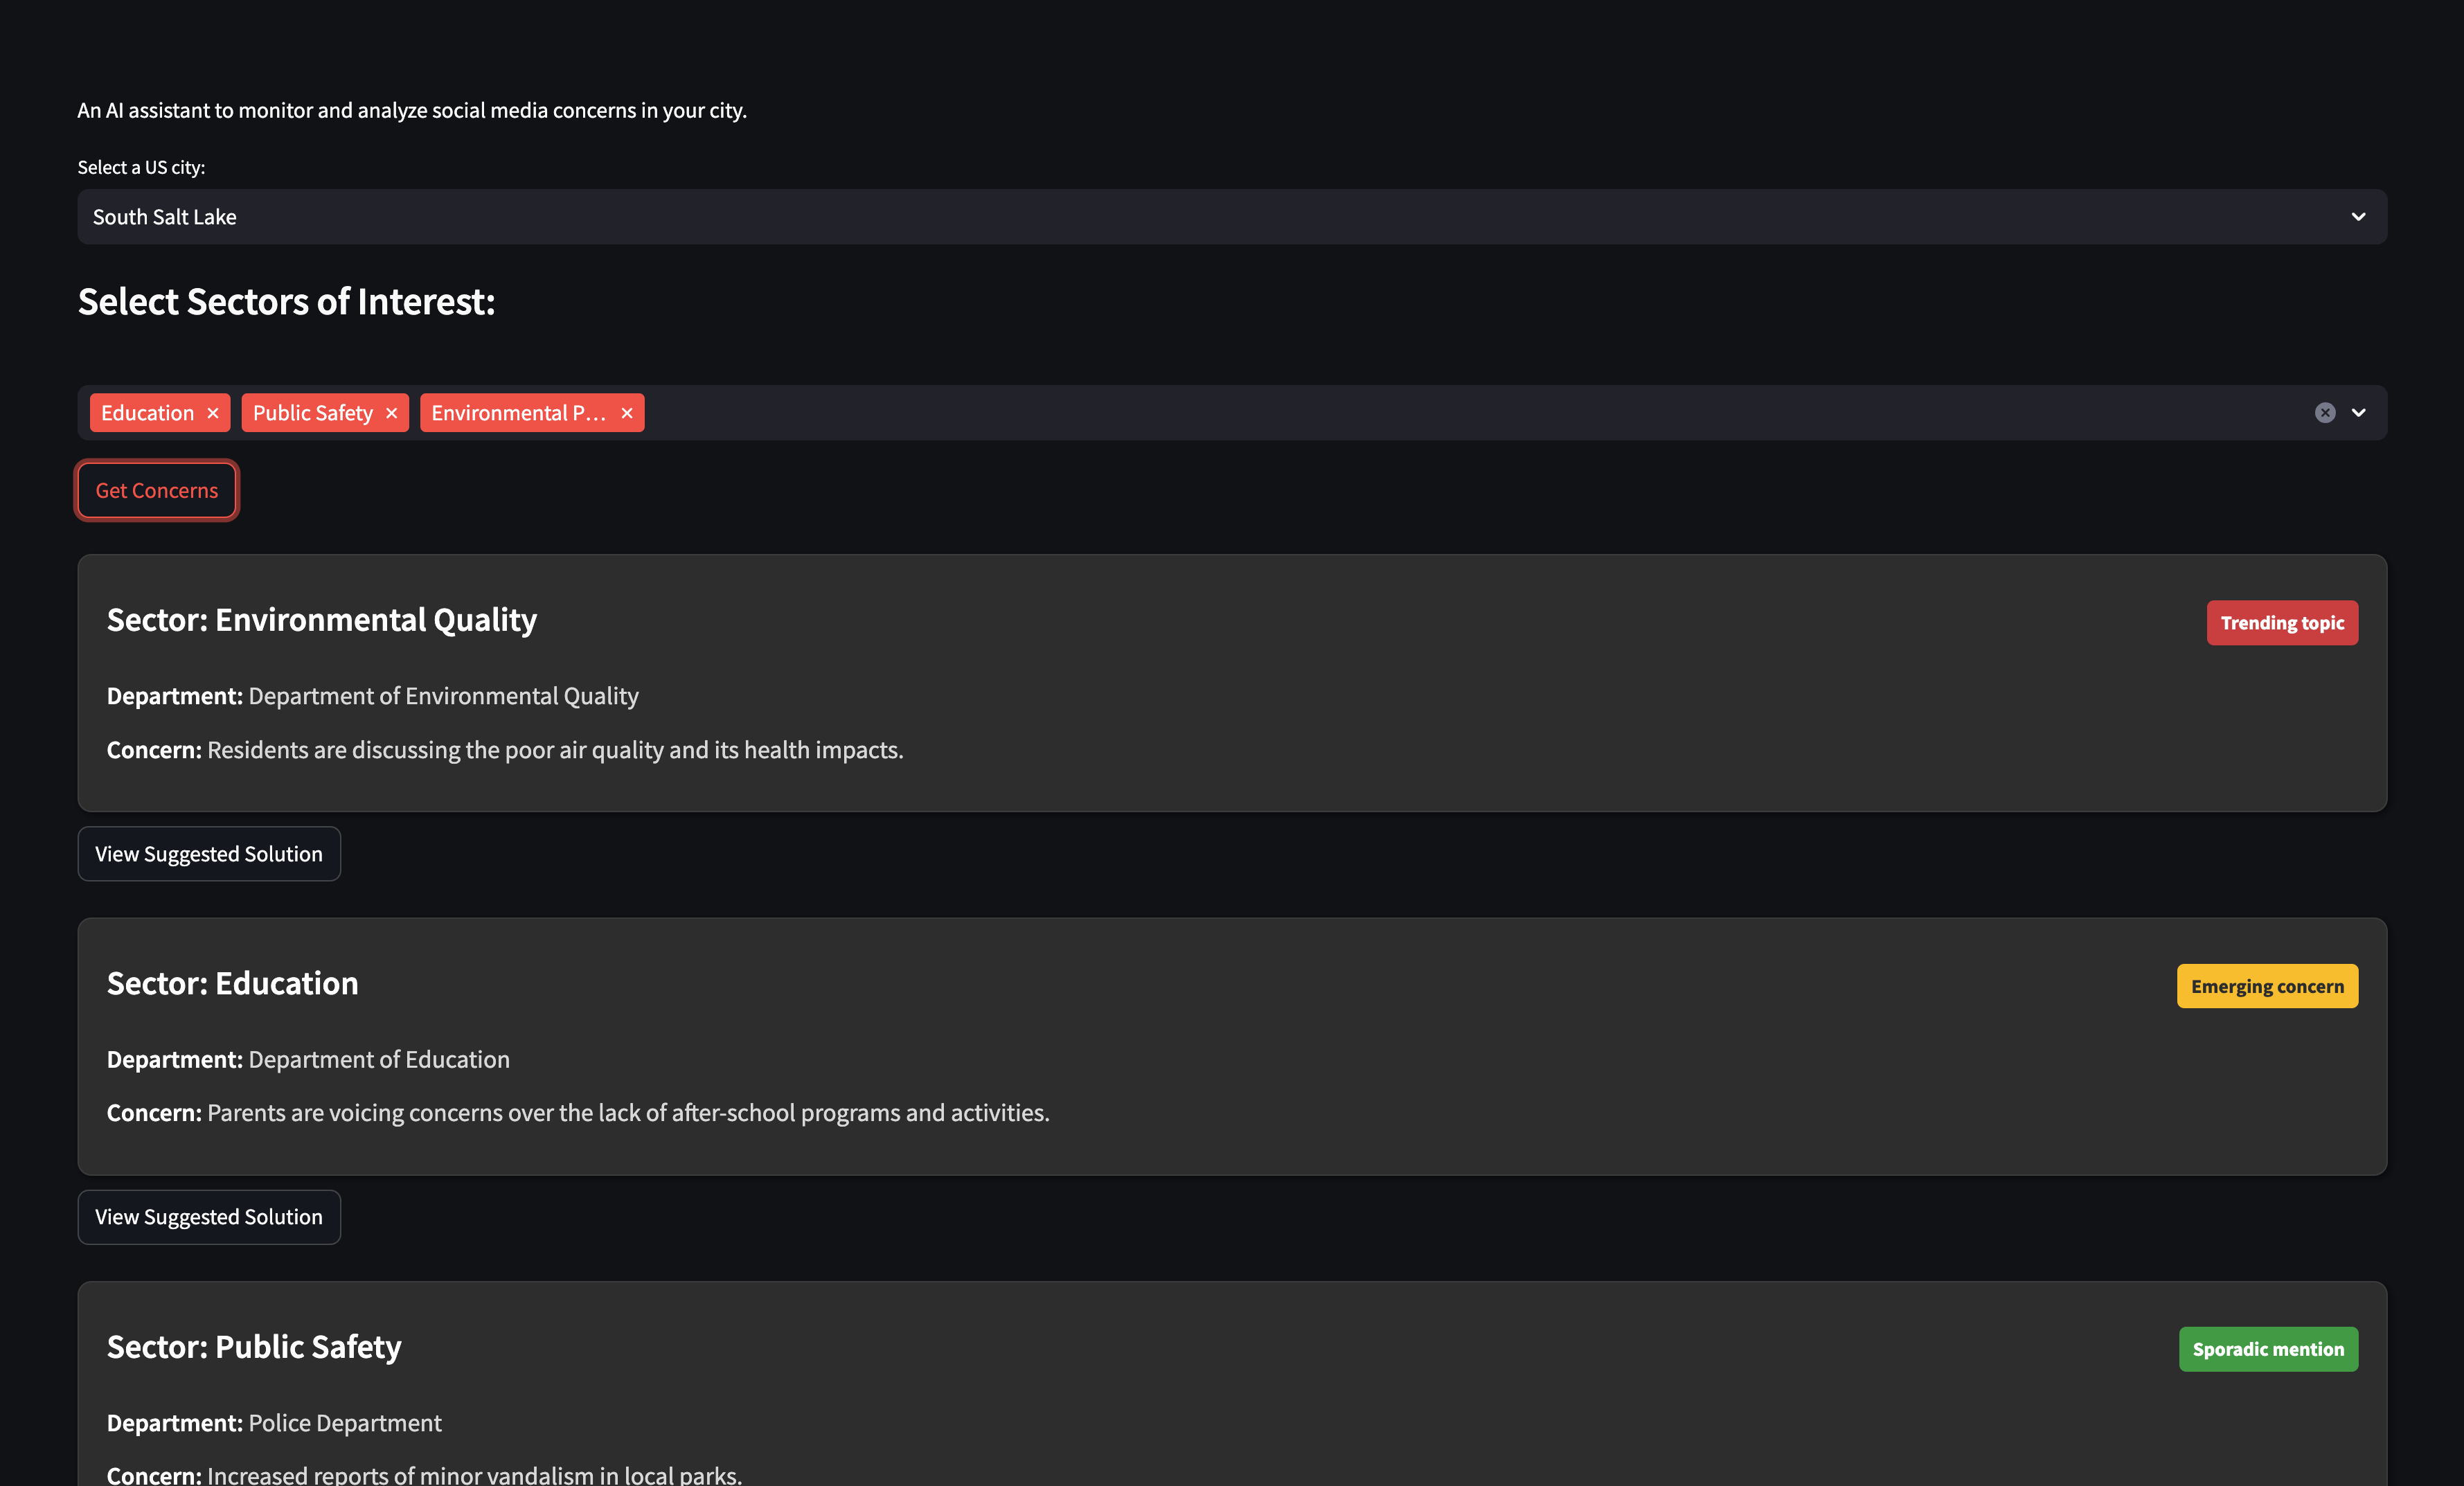 An AI assistant to monitor and analyze social media concerns in your city.
Select a US city:
South Salt Lake
Select Sectors of Interest:
Education × Public Safety × Environmental P... ×
Get Concerns
Sector: Environmental Quality
Trending topic
Department: Department of Environmental Quality
Concern: Residents are discussing the poor air quality and its health impacts.
View Suggested Solution
Sector: Education
Emerging concern
Department: Department of Education
Concern: Parents are voicing concerns over the lack of after-school programs and activities.
View Suggested Solution
Sector: Public Safety
Sporadic mention
Department: Police Department
Concern: Increased reports of minor vandalism in local parks.